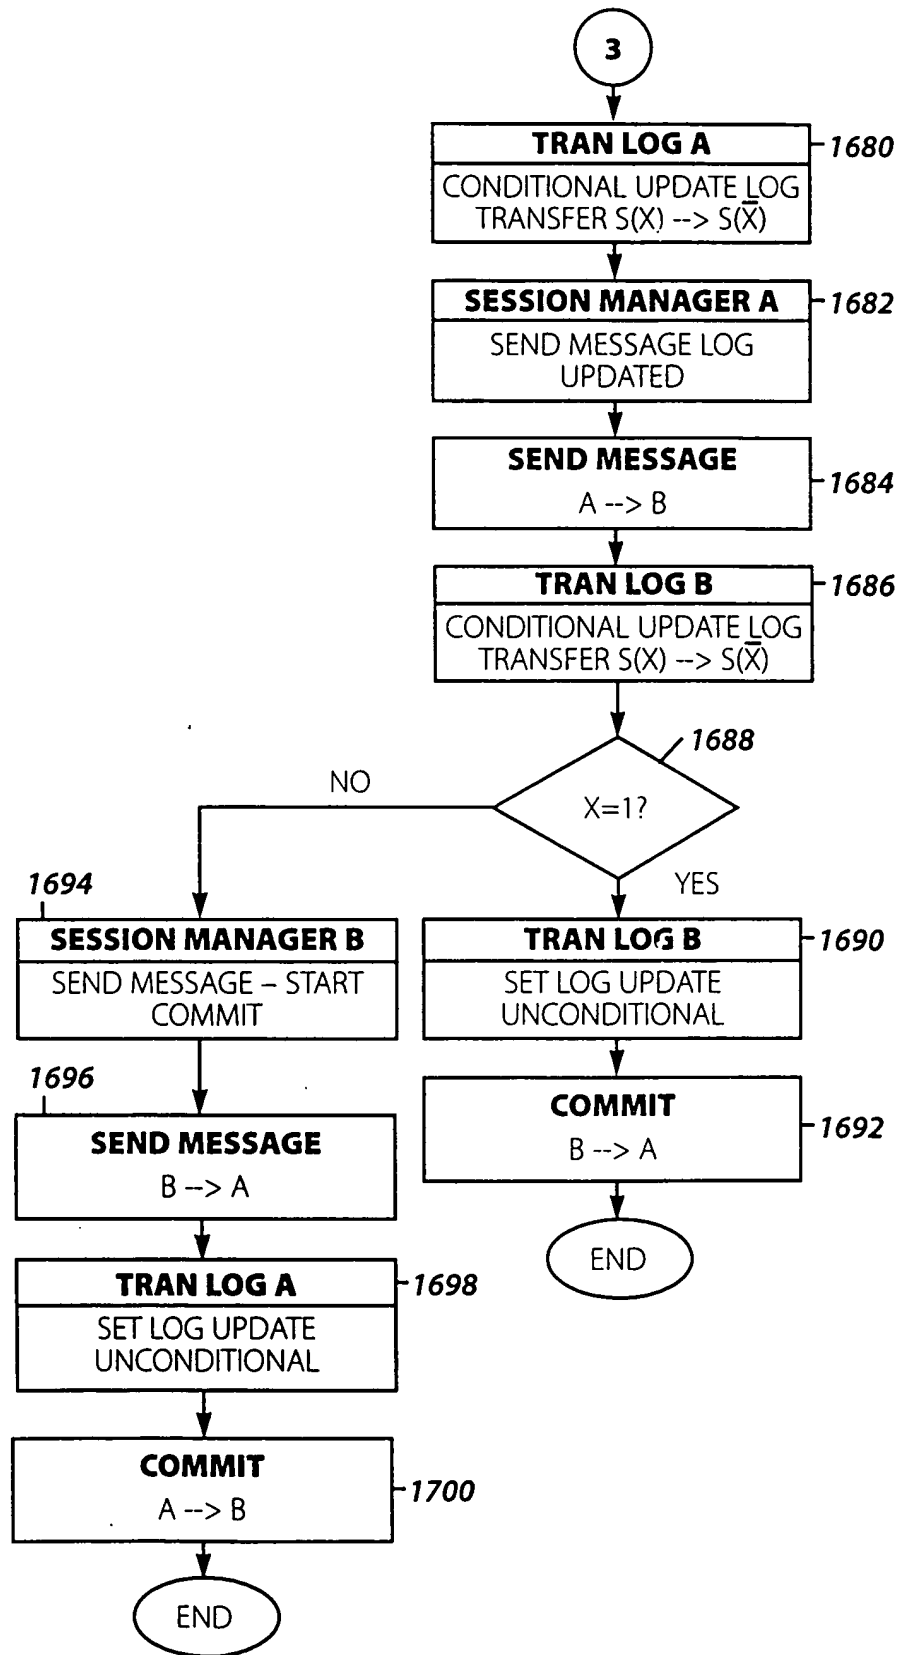 3
TRAN LOG A
1680
CONDITIONAL UPDATE LOG
TRANSFER S(X) --> S(X̅)
SESSION MANAGER A
1682
SEND MESSAGE LOG
UPDATED
SEND MESSAGE
1684
A --> B
TRAN LOG B
1686
CONDITIONAL UPDATE LOG
TRANSFER S(X) --> S(X̅)
1688
X=1?
NO
YES
1694
SESSION MANAGER B
SEND MESSAGE – START
COMMIT
TRAN LOG B
1690
SET LOG UPDATE
UNCONDITIONAL
1696
SEND MESSAGE
B --> A
COMMIT
1692
B --> A
END
TRAN LOG A
1698
SET LOG UPDATE
UNCONDITIONAL
COMMIT
1700
A --> B
END